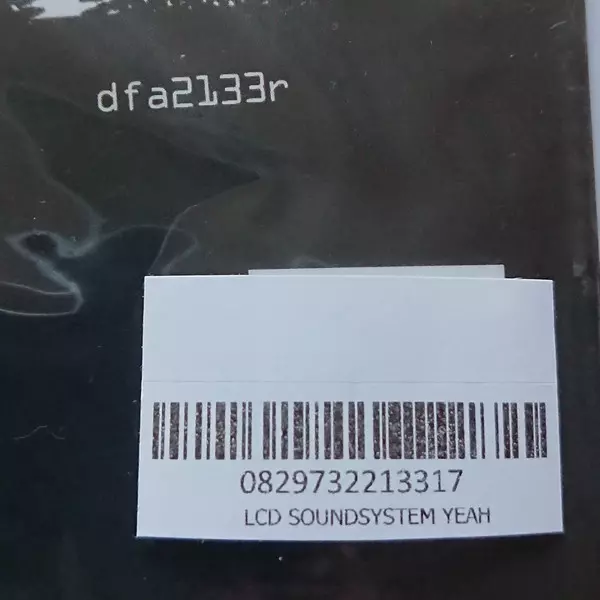 dfa2133r
0829732213317
LCD SOUNDSYSTEM YEAH